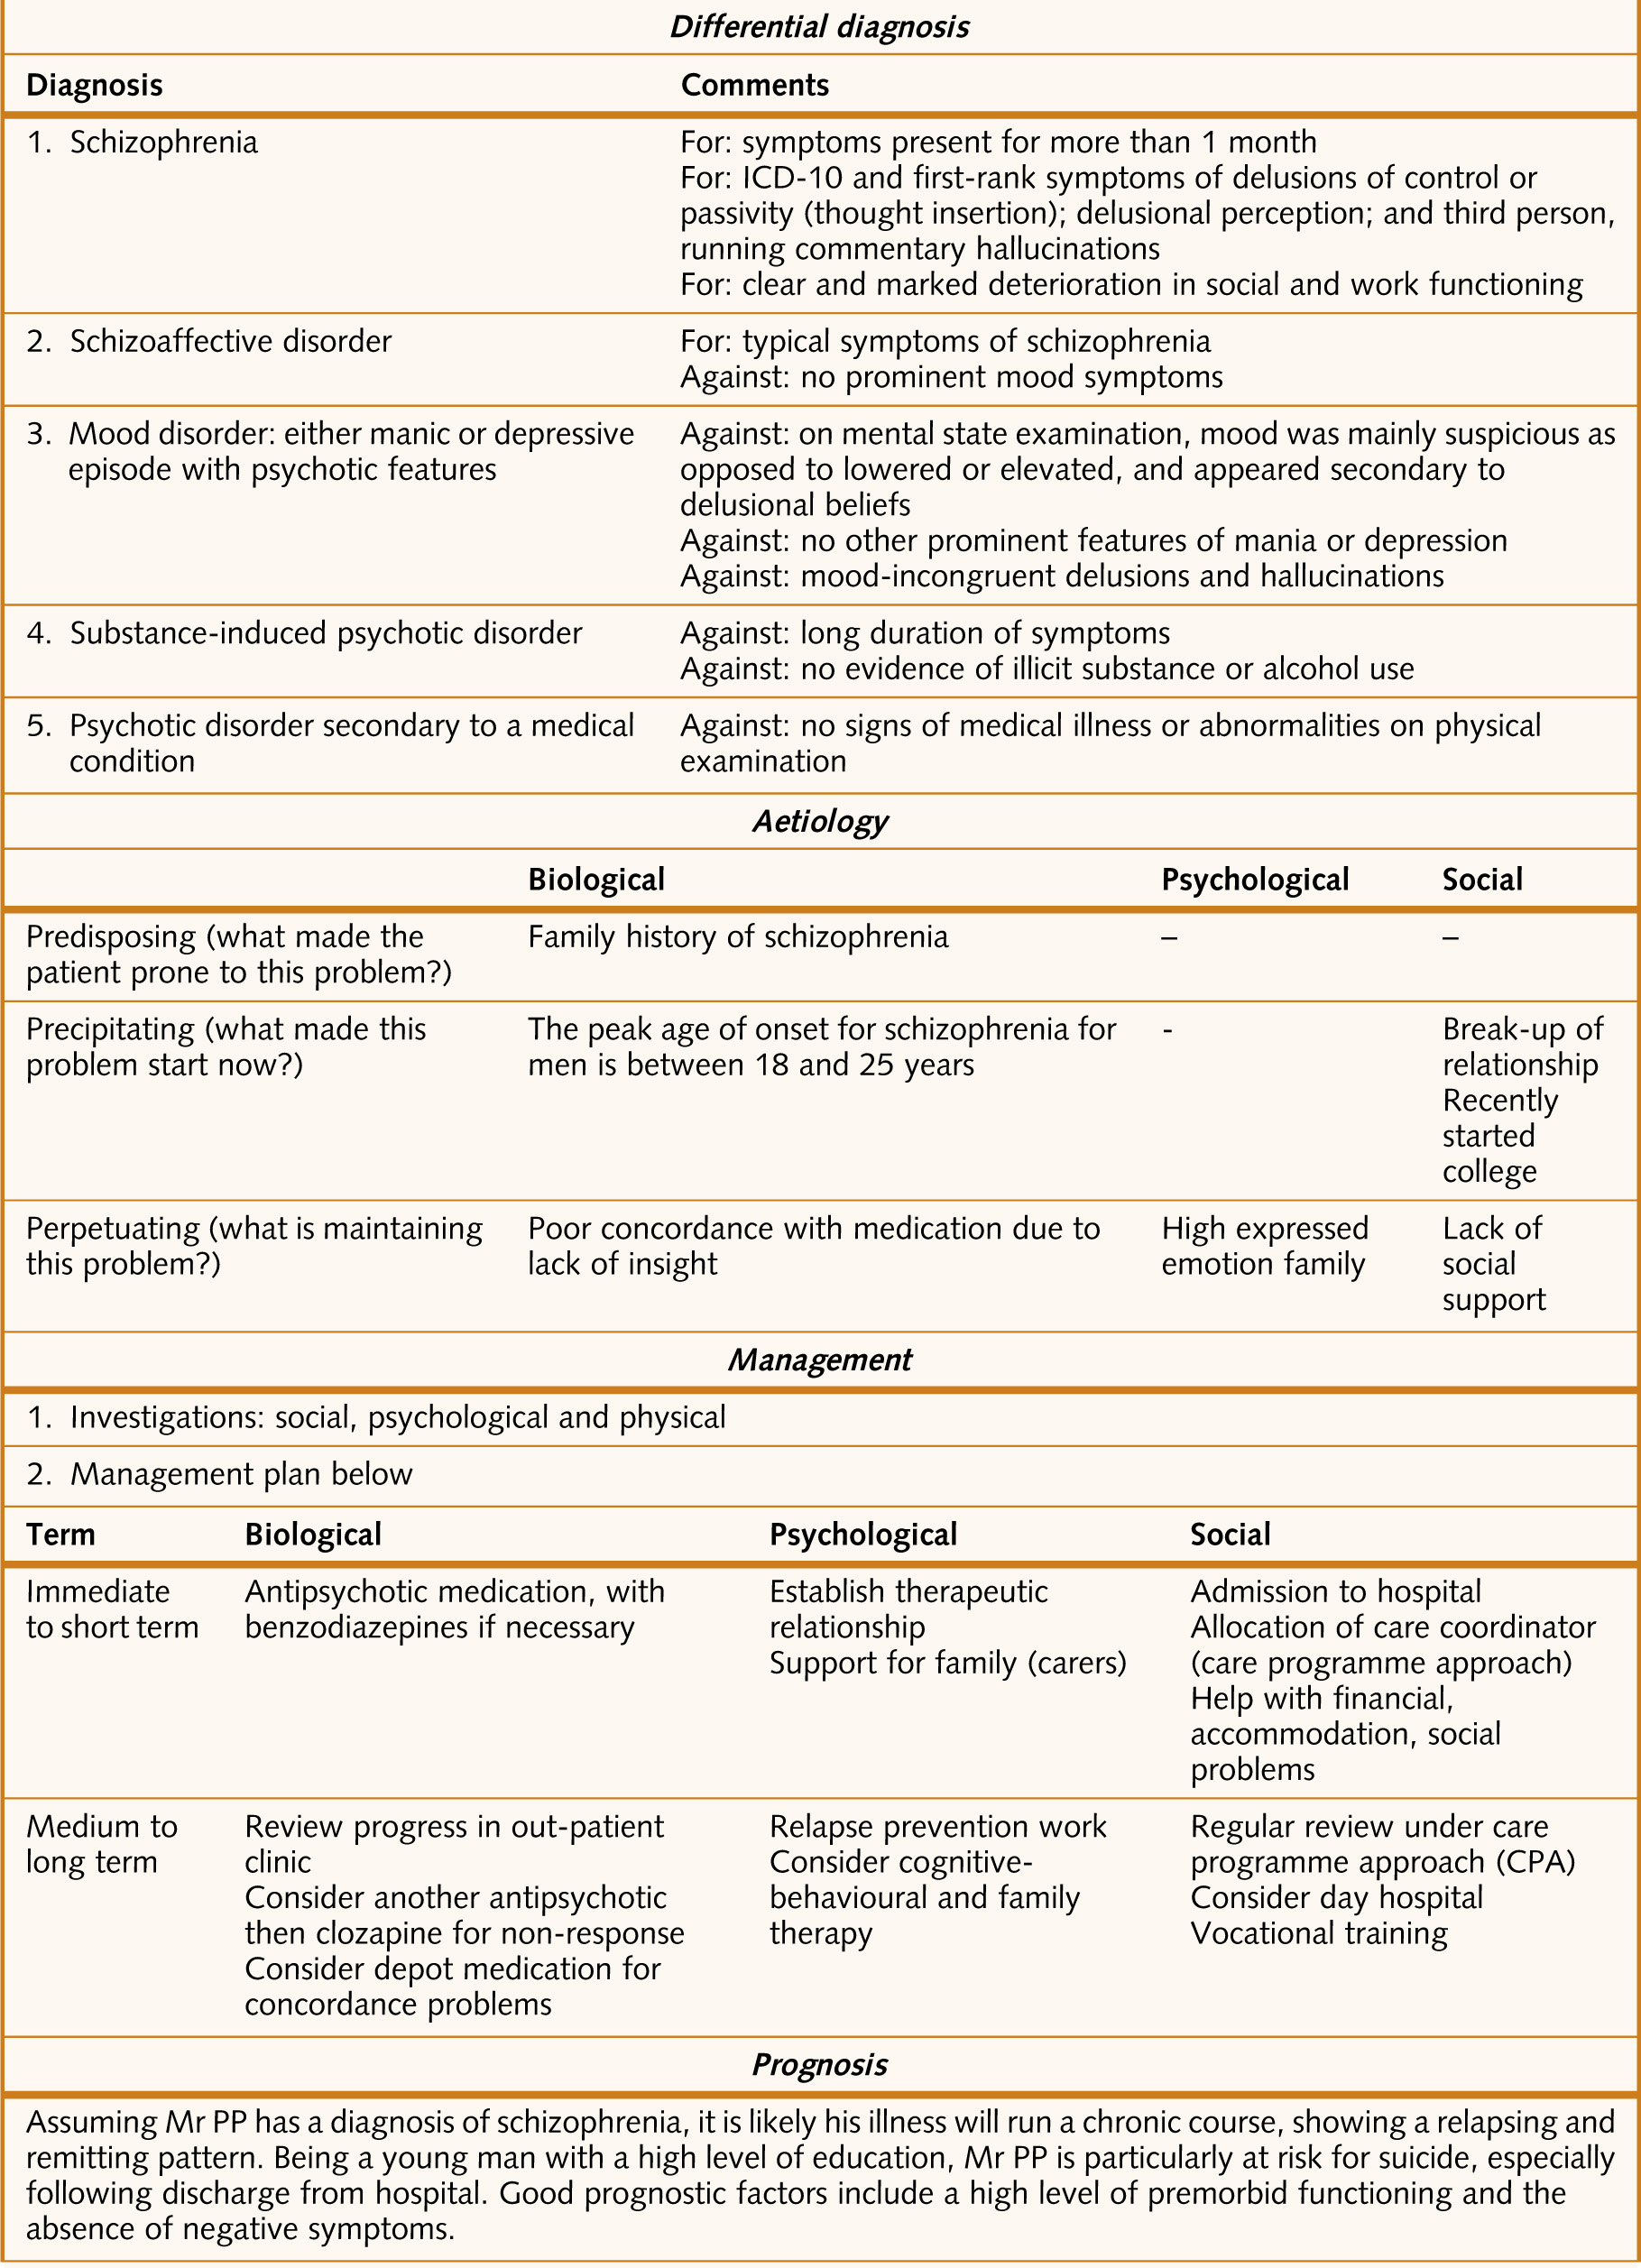 Differential diagnosis
Diagnosis Comments
1. Schizophrenia For: symptoms present for more than 1 month
For: ICD-10 and first-rank symptoms of delusions of control or
passivity (thought insertion); delusional perception; and third person,
running commentary hallucinations
For: clear and marked deterioration in social and work functioning
2. Schizoaffective disorder For: typical symptoms of schizophrenia
Against: no prominent mood symptoms
3. Mood disorder: either manic or depressive
episode with psychotic features
Against: on mental state examination, mood was mainly suspicious as
opposed to lowered or elevated, and appeared secondary to
delusional beliefs
Against: no other prominent features of mania or depression
Against: mood-incongruent delusions and hallucinations
4. Substance-induced psychotic disorder Against: long duration of symptoms
Against: no evidence of illicit substance or alcohol use
5. Psychotic disorder secondary to a medical
condition
Against: no signs of medical illness or abnormalities on physical
examination
Aetiology
Biological Psychological Social
Predisposing (what made the
patient prone to this problem?)
Family history of schizophrenia – –
Precipitating (what made this
problem start now?)
The peak age of onset for schizophrenia for
men is between 18 and 25 years
-
Break-up of
relationship
Recently
started
college
Perpetuating (what is maintaining
this problem?)
Poor concordance with medication due to
lack of insight
High expressed
emotion family
Lack of
social
support
Management
1. Investigations: social, psychological and physical
2. Management plan below
Term Biological Psychological Social
Immediate
to short term
Antipsychotic medication, with
benzodiazepines if necessary
Establish therapeutic
relationship
Support for family (carers)
Admission to hospital
Allocation of care coordinator
(care programme approach)
Help with financial,
accommodation, social
problems
Medium to
long term
Review progress in out-patient
clinic
Consider another antipsychotic
then clozapine for non-response
Consider depot medication for
concordance problems
Relapse prevention work
Consider cognitive-
behavioural and family
therapy
Regular review under care
programme approach (CPA)
Consider day hospital
Vocational training
Prognosis
Assuming Mr PP has a diagnosis of schizophrenia, it is likely his illness will run a chronic course, showing a relapsing and
remitting pattern. Being a young man with a high level of education, Mr PP is particularly at risk for suicide, especially
following discharge from hospital. Good prognostic factors include a high level of premorbid functioning and the
absence of negative symptoms.